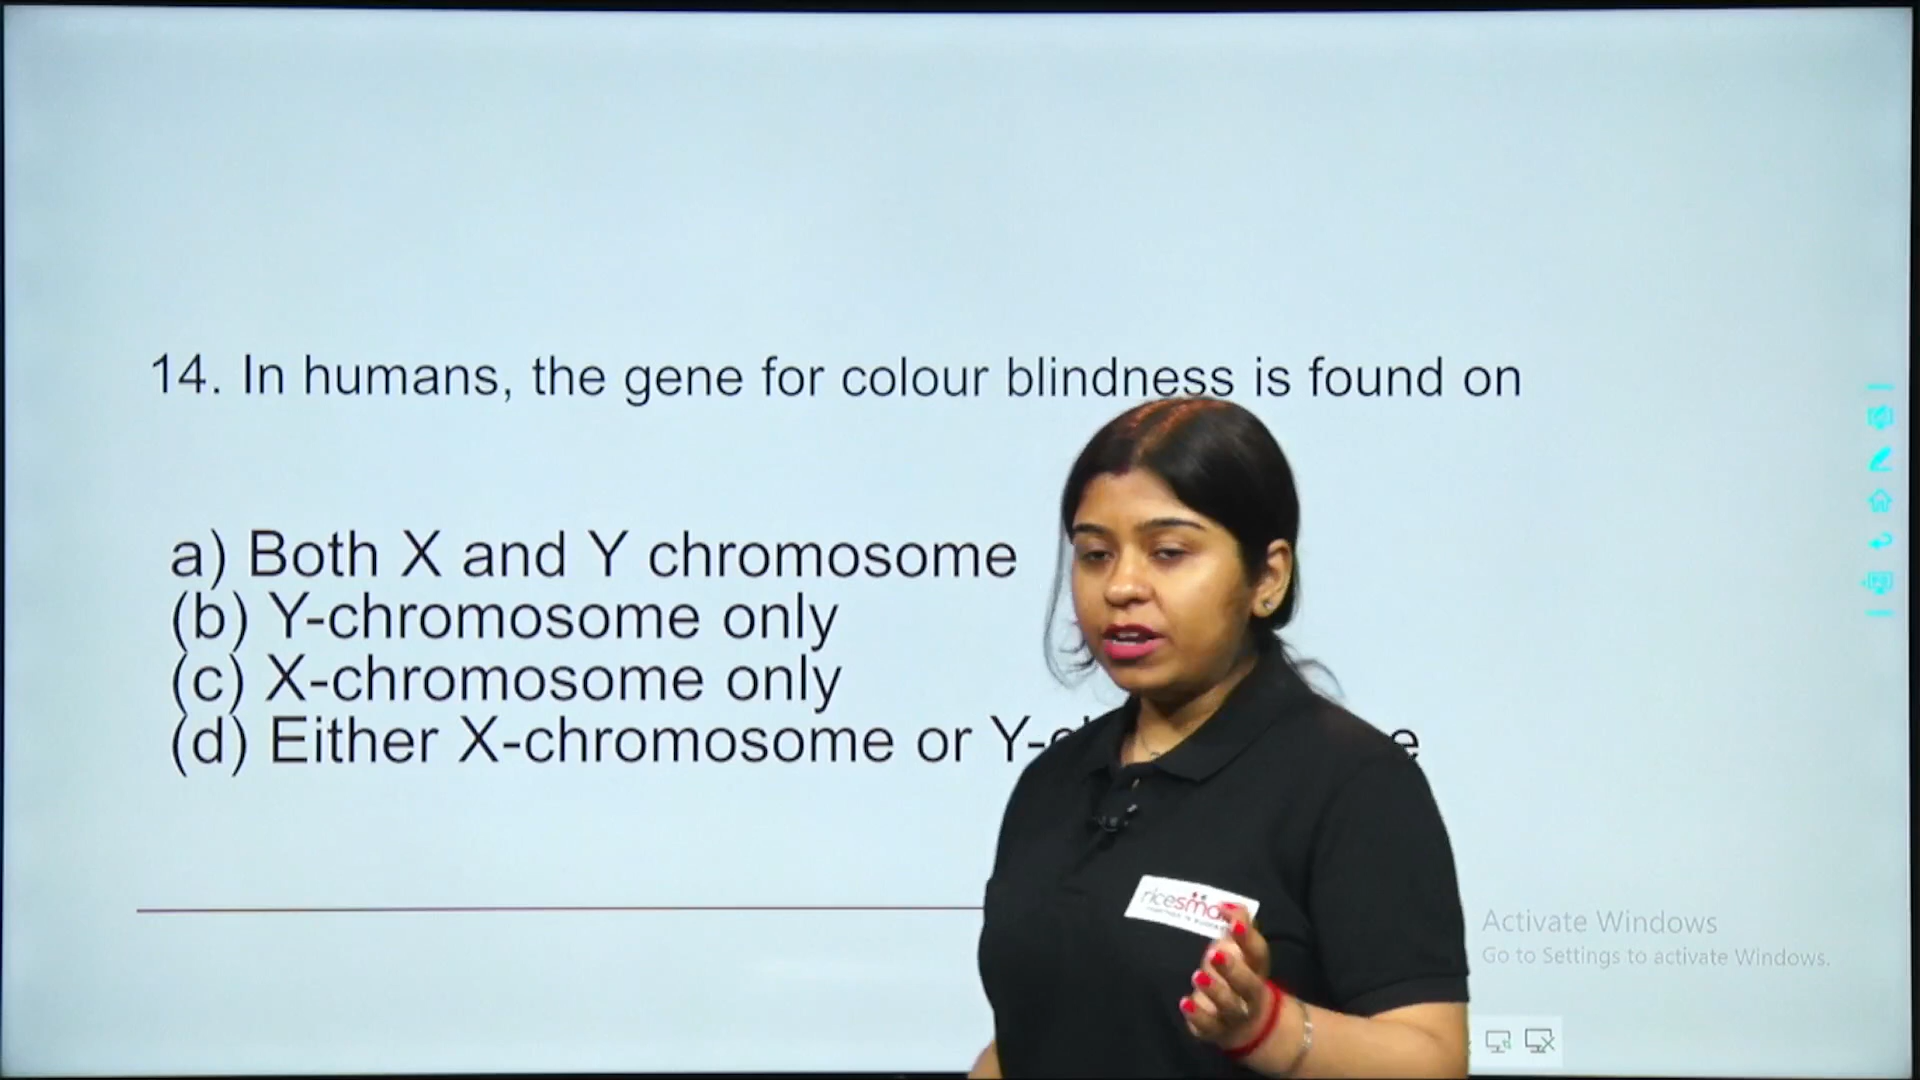 14. In humans, the gene for colour blindness is found on
a) Both X and Y chromosome
(b) Y-chromosome only
(c) X-chromosome only
(d) Either X-chromosome or
Activate Windows
Go to Settings to activate Windows.